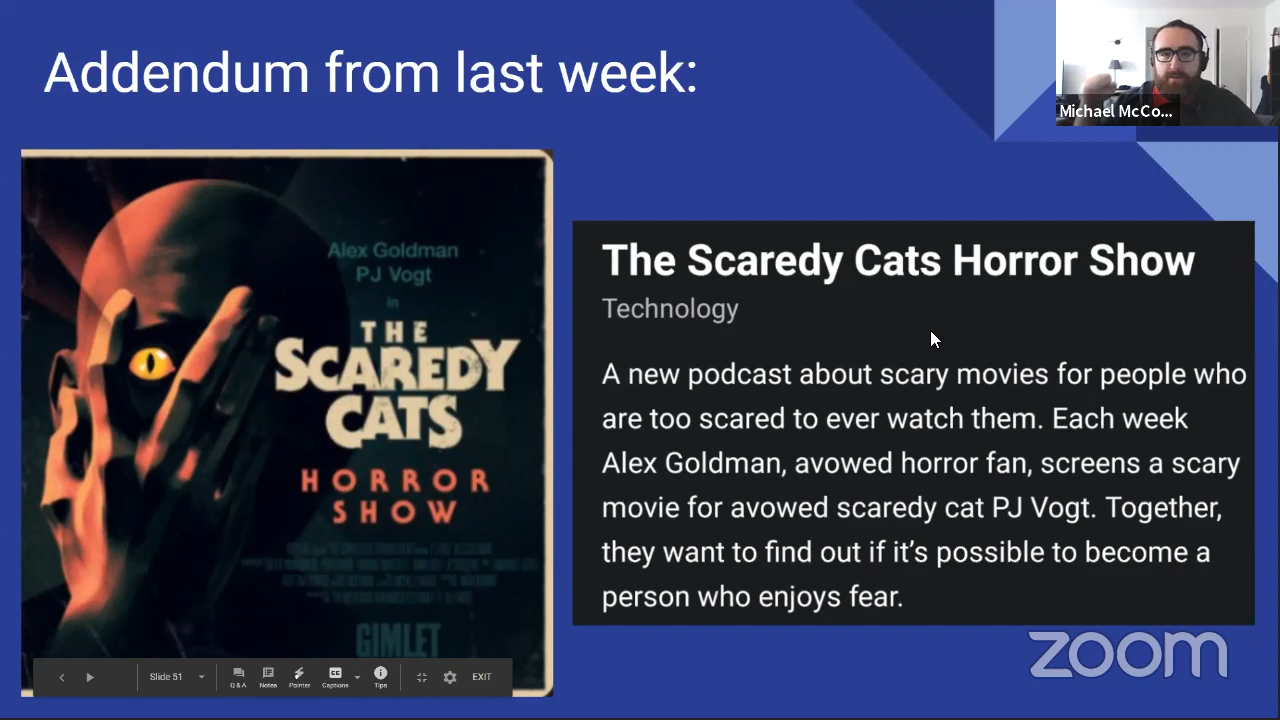 Addendum from last week:
Michael McCo...
Alex Goldman
PJ Vogt
in
THE
SCAREDY
CATS
HORROR
SHOW
GIMLET
The Scaredy Cats Horror Show
Technology
A new podcast about scary movies for people who
are too scared to ever watch them. Each week
Alex Goldman, avowed horror fan, screens a scary
movie for avowed scaredy cat PJ Vogt. Together,
they want to find out if it’s possible to become a
person who enjoys fear.
zoom
Slide 51
Q & A
Notes
Pointer
CC
Captions
Tips
EXIT